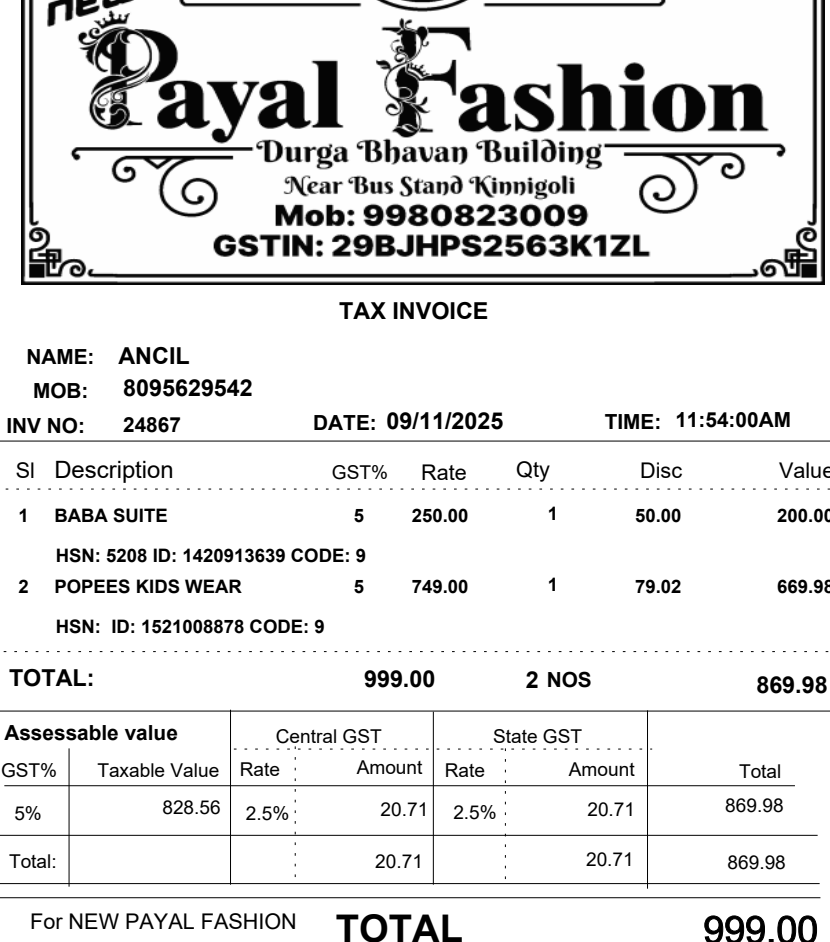 new
Payal Fashion
Durga Bhavan Building
Near Bus Stand Kinnigoli
Mob: 9980823009
GSTIN: 29BJHPS2563K1ZL
TAX INVOICE
NAME: ANCIL
MOB: 8095629542
INV NO: 24867 DATE: 09/11/2025 TIME: 11:54:00AM
Sl Description GST% Rate Qty Disc Value
1 BABA SUITE 5 250.00 1 50.00 200.00
HSN: 5208 ID: 1420913639 CODE: 9
2 POPEES KIDS WEAR 5 749.00 1 79.02 669.98
HSN: ID: 1521008878 CODE: 9
TOTAL: 999.00 2 NOS 869.98
Assessable value Central GST State GST
GST% Taxable Value Rate Amount Rate Amount Total
5% 828.56 2.5% 20.71 2.5% 20.71 869.98
Total: 20.71 20.71 869.98
For NEW PAYAL FASHION TOTAL 999.00